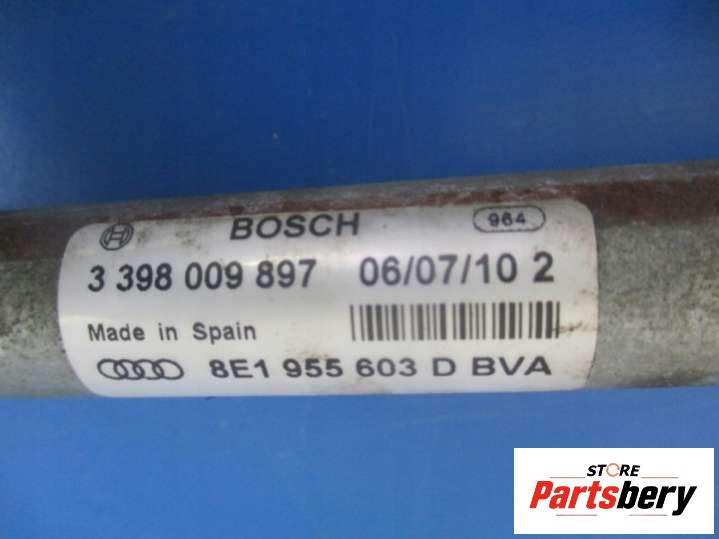 BOSCH 964
3 398 009 897 06/07/10 2
Made in Spain
8E1 955 603 D BVA
STORE
Partsbery